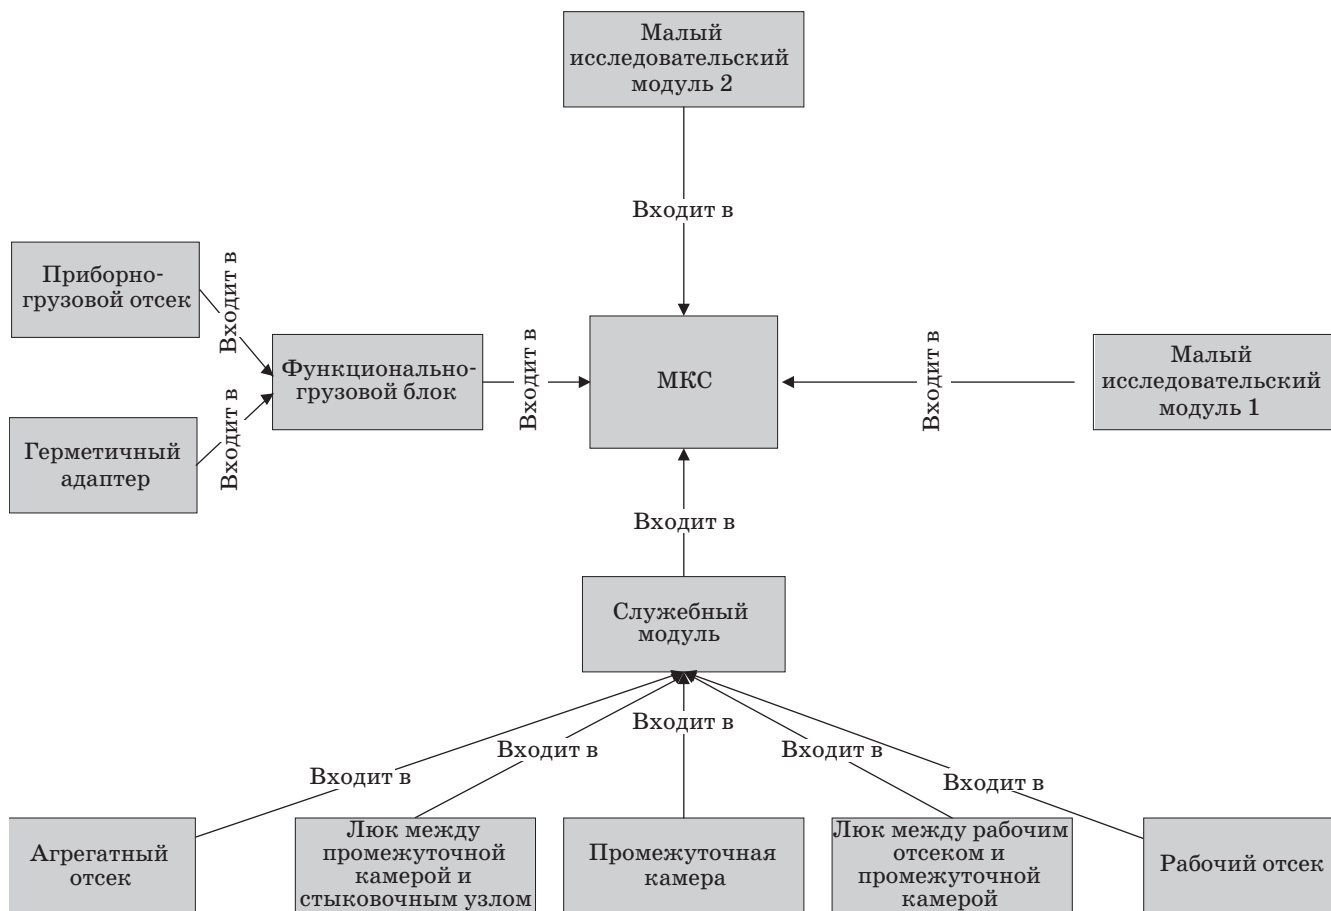 Малый
исследовательский
модуль 2
Входит в
Приборно-
грузовой отсек
Входит в
Функционально-
грузовой блок
Входит в
МКС
Входит в
Малый
исследовательский
модуль 1
Герметичный
адаптер
Входит в
Входит в
Служебный
модуль
Входит в
Входит в
Входит в
Входит в
Входит в
Агрегатный
отсек
Люк между
промежуточной
камерой и
стыковочным узлом
Промежуточная
камера
Люк между рабочим
отсеком и
промежуточной
камерой
Рабочий отсек